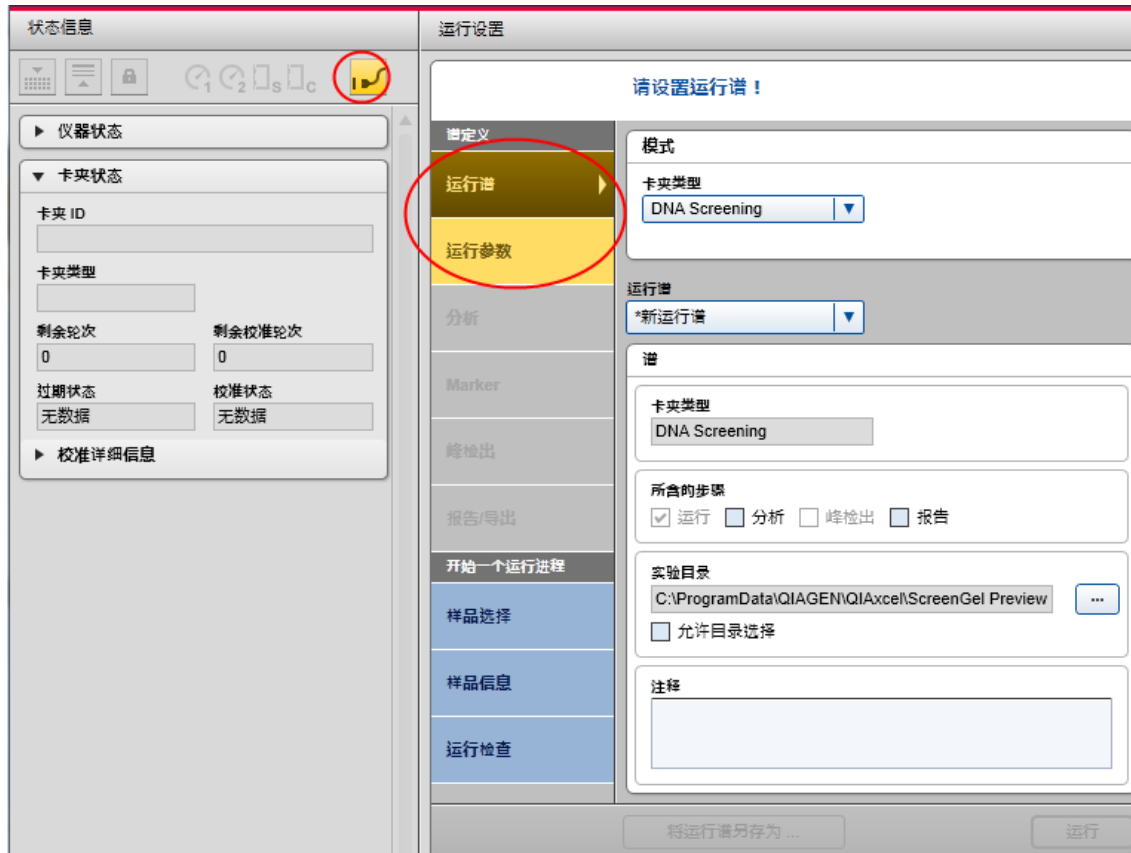 状态信息
运行设置
1 2 S C
请设置运行谱！
仪器状态
卡夹状态
卡夹 ID
卡夹类型
剩余轮次 剩余校准轮次
0 0
过期状态 校准状态
无数据 无数据
校准详细信息
谱定义
运行谱
运行参数
分析
Marker
峰检出
报告/导出
开始一个运行进程
样品选择
样品信息
运行检查
模式
卡夹类型
DNA Screening
运行谱
*新运行谱
谱
卡夹类型
DNA Screening
所含的步骤
运行 分析 峰检出 报告
实验目录
C:\ProgramData\QIAGEN\QIAxcel\ScreenGel Preview ...
允许目录选择
注释
将运行谱另存为 ... 运行